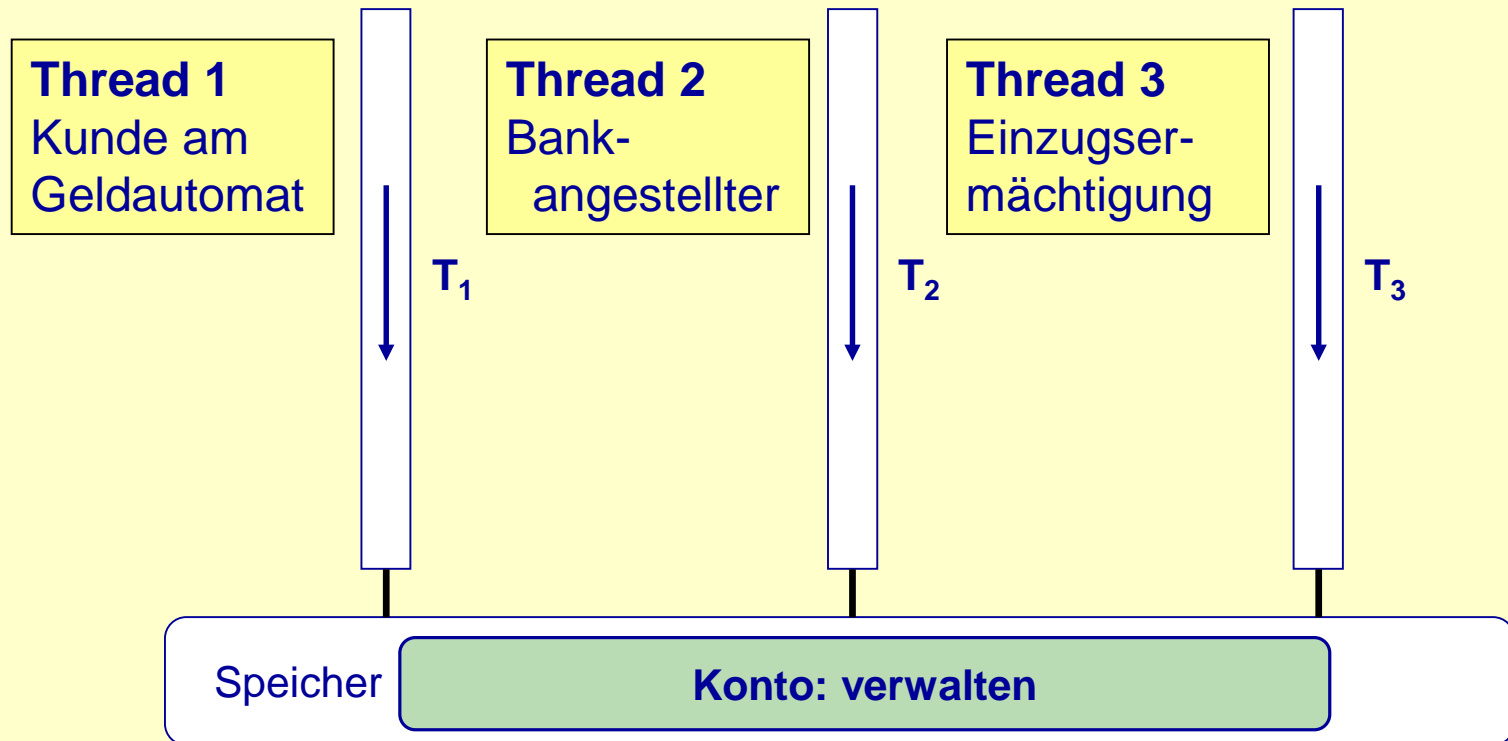 Thread 1
Kunde am
Geldautomat
Thread 2
Bank-
angestellter
Thread 3
Einzugser-
mächtigung
T₁
T₂
T₃
Speicher
Konto: verwalten